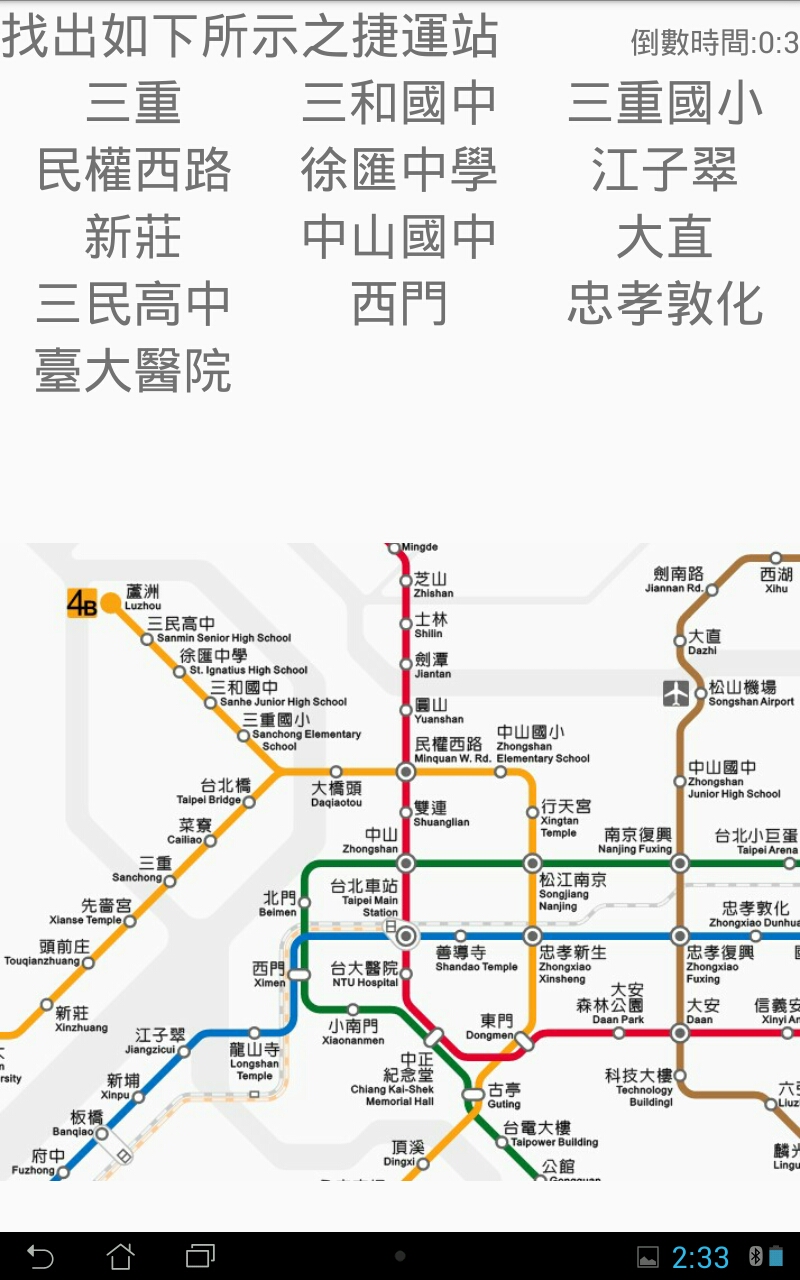 找出如下所示之捷運站
倒數時間:0:3
三重 三和國中 三重國小
民權西路 徐匯中學 江子翠
新莊 中山國中 大直
三民高中 西門 忠孝敦化
臺大醫院
Mingde
4B
蘆洲
Luzhou
三民高中
Sanmin Senior High School
徐匯中學
St. Ignatius High School
三和國中
Sanhe Junior High School
三重國小
Sanchong Elementary
School
芝山
Zhishan
士林
Shilin
劍潭
Jiantan
圓山
Yuanshan
民權西路
Minquan W. Rd.
中山國小
Zhongshan
Elementary School
劍南路
Jiannan Rd.
西湖
Xihu
大直
Dazhi
松山機場
Songshan Airport
中山國中
Zhongshan
Junior High School
台北橋
Taipei Bridge
大橋頭
Daqiaotou
雙連
Shuanglian
行天宮
Xingtan
Temple
菜寮
Cailiao
中山
Zhongshan
南京復興
Nanjing Fuxing
台北小巨蛋
Taipei Arena
三重
Sanchong
台北車站
Taipei Main
Station
松江南京
Songjiang
Nanjing
先嗇宮
Xianse Temple
北門
Beimen
忠孝敦化
Zhongxiao Dunhua
頭前庄
Touqianzhuang
西門
Ximen
台大醫院
NTU Hospital
善導寺
Shandao Temple
忠孝新生
Zhongxiao
Xinsheng
忠孝復興
Zhongxiao
Fuxing
新莊
Xinzhuang
小南門
Xiaonanmen
東門
Dongmen
大安
森林公園
Daan Park
大安
Daan
信義安
Xinyi An
江子翠
Jiangzicui
龍山寺
Longshan
Temple
rsity
中正
紀念堂
Chiang Kai-Shek
Memorial Hall
新埔
Xinpu
古亭
Guting
科技大樓
Technology
Buildingl
六張
Liuz
板橋
Banqiao
台電大樓
Taipower Building
府中
Fuzhong
頂溪
Dingxi
公館
Gongguan
麟光
Lingu
2:33